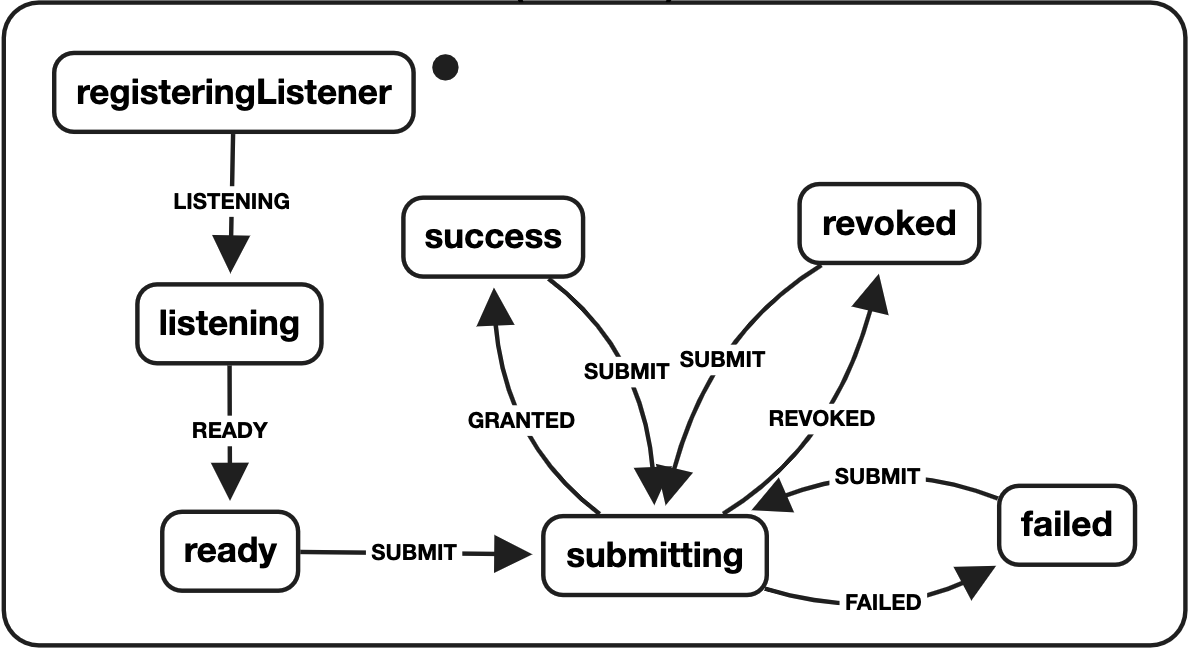 registeringListener
LISTENING
success
revoked
listening
SUBMIT
SUBMIT
GRANTED
REVOKED
READY
SUBMIT
failed
ready
SUBMIT
submitting
FAILED